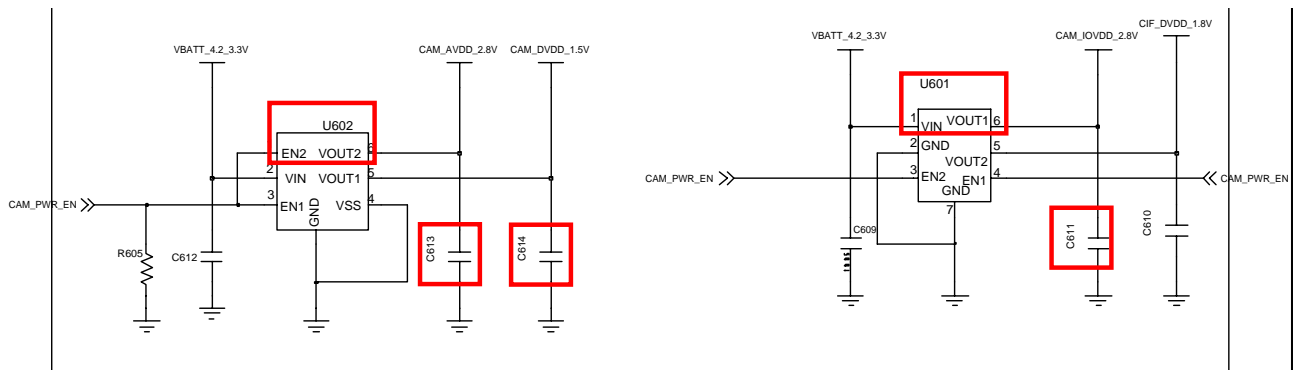 VBATT_4.2_3.3V
CAM_AVDD_2.8V
CAM_DVDD_1.5V
U602
EN2 VOUT2 6
2 VIN VOUT1 5
3 EN1 VSS 4
GND
CAM_PWR_EN
R605
C612
C613
C614
VBATT_4.2_3.3V
CAM_IOVDD_2.8V
CIF_DVDD_1.8V
U601
1 VIN VOUT1 6
2 GND
VOUT2 5
3 EN2 EN1 4
GND
7
CAM_PWR_EN
CAM_PWR_EN
C609
C611
C610